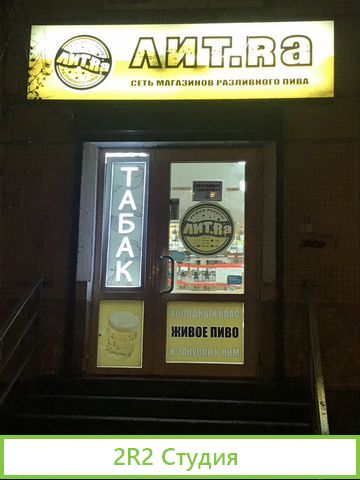 ЛИТ.Ra
ЛИТ.Ra
СЕТЬ МАГАЗИНОВ РАЗЛИВНОГО ПИВА
ТАБАК
ЛИТ.Ra
ХОЛОДНЫЙ КВАС
ЖИВОЕ ПИВО
И ЗАКУСКИ К НИМ
2R2 Студия